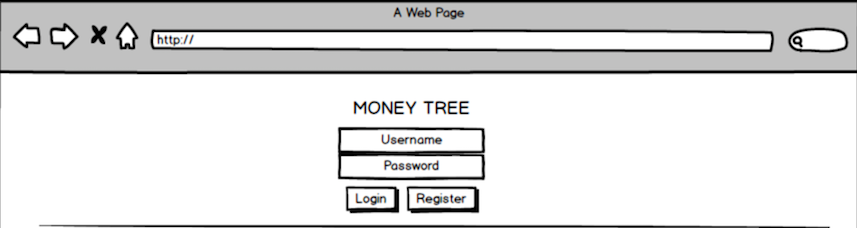 A Web Page
http://
MONEY TREE
Username
Password
Login Register